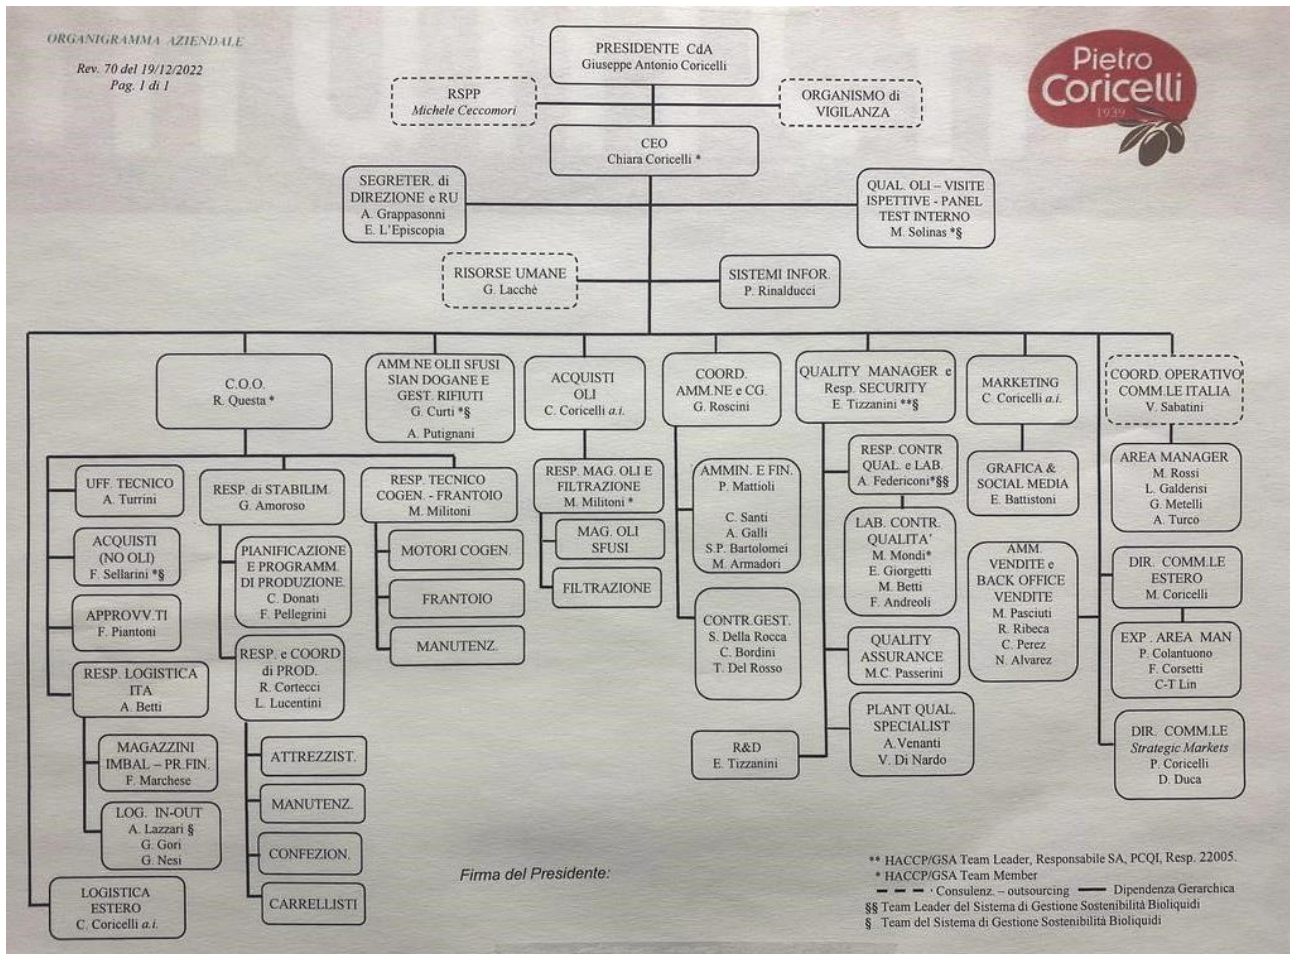 ORGANIGRAMMA AZIENDALE
Rev. 70 del 19/12/2022
Pag. 1 di 1
PRESIDENTE CdA
Giuseppe Antonio Coricelli
Pietro
Coricelli
1939
RSPP
Michele Ceccomori
ORGANISMO di
VIGILANZA
CEO
Chiara Coricelli *
SEGRETER. di
DIREZIONE e RU
A. Grappasonni
E. L'Episcopia
QUAL. OLI – VISITE
ISPETTIVE - PANEL
TEST INTERNO
M. Solinas *§
RISORSE UMANE
G. Lacchè
SISTEMI INFOR.
P. Rinalducci
C.O.O.
R. Questa *
AMM.NE OLII SFUSI
SIAN DOGANE E
GEST. RIFIUTI
G. Curti *§
A. Putignani
ACQUISTI
OLI
C. Coricelli a.i.
COORD.
AMM.NE e CG.
G. Roscini
QUALITY MANAGER e
Resp. SECURITY
E. Tizzanini **§
MARKETING
C. Coricelli a.i.
COORD. OPERATIVO
COMM.LE ITALIA
V. Sabatini
UFF. TECNICO
A. Turrini
ACQUISTI
(NO OLI)
F. Sellarini *§
APPROVV.TI
F. Piantoni
RESP. LOGISTICA
ITA
A. Betti
MAGAZZINI
IMBAL – PR.FIN.
F. Marchese
LOG. IN-OUT
A. Lazzari §
G. Gori
G. Nesi
LOGISTICA
ESTERO
C. Coricelli a.i.
RESP. di STABILIM
G. Amoroso
PIANIFICAZIONE
E PROGRAMM.
DI PRODUZIONE.
C. Donati
F. Pellegrini
RESP. e COORD
di PROD.
R. Cortecci
L. Lucentini
ATTREZZIST.
MANUTENZ.
CONFEZION.
CARRELLISTI
RESP. TECNICO
COGEN. - FRANTOIO
M. Militoni
MOTORI COGEN.
FRANTOIO
MANUTENZ.
RESP. MAG. OLI E
FILTRAZIONE
M. Militoni *
MAG. OLI
SFUSI
FILTRAZIONE
AMMIN. E FIN.
P. Mattioli
C. Santi
A. Galli
S.P. Bartolomei
M. Armadori
CONTR.GEST.
S. Della Rocca
C. Bordini
T. Del Rosso
RESP. CONTR
QUAL. e LAB.
A. Federiconi*§§
LAB. CONTR.
QUALITA'
M. Mondi*
E. Giorgetti
M. Betti
F. Andreoli
QUALITY
ASSURANCE
M.C. Passerini
PLANT QUAL.
SPECIALIST
A.Venanti
V. Di Nardo
R&D
E. Tizzanini
GRAFICA &
SOCIAL MEDIA
E. Battistoni
AMM.
VENDITE e
BACK OFFICE
VENDITE
M. Pasciuti
R. Ribeca
C. Perez
N. Alvarez
AREA MANAGER
M. Rossi
L. Galderisi
G. Metelli
A. Turco
DIR. COMM.LE
ESTERO
M. Coricelli
EXP . AREA MAN
P. Colantuono
F. Corsetti
C-T Lin
DIR. COMM.LE
Strategic Markets
P. Coricelli
D. Duca
Firma del Presidente:
** HACCP/GSA Team Leader, Responsabile SA, PCQI, Resp. 22005.
* HACCP/GSA Team Member
Consulenz. – outsourcing Dipendenza Gerarchica
§§ Team Leader del Sistema di Gestione Sostenibilità Bioliquidi
§ Team del Sistema di Gestione Sostenibilità Bioliquidi